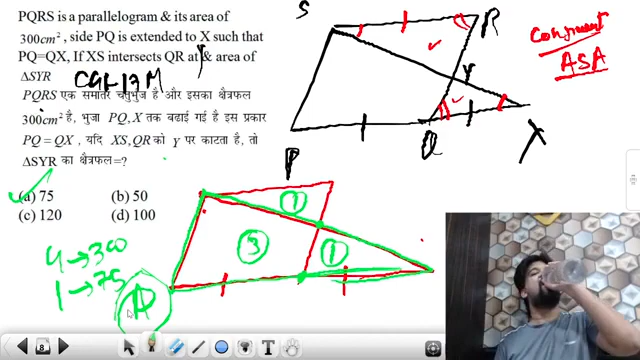 PQRS is a parallelogram & its area of
300cm², side PQ is extended to X such that
PQ=QX, If XS intersects QR at Y & area of
ΔSYR CGL-17 M
PQRS एक समांतर चतुर्भुज है और इसका क्षेत्रफल
300cm² है, भुजा PQ, X तक बढाई गई है इस प्रकार
PQ = QX, यदि XS, QR को Y पर काटता है, तो
ΔSYR का क्षेत्रफल=?
(a) 75 (b) 50
(c) 120 (d) 100
S
R
Y
P
Q
X
Congruent
ASA
P
1
3
1
4→300
1→75
A
8
T